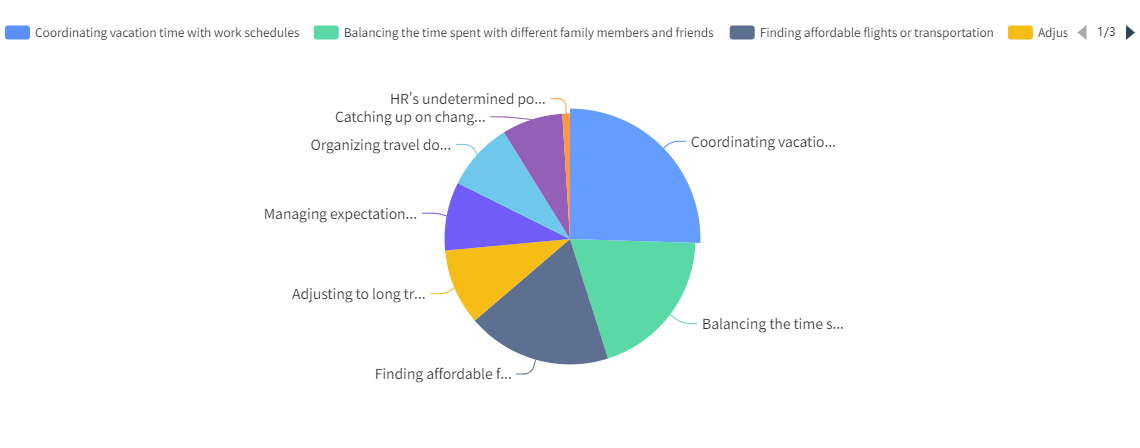 Coordinating vacation time with work schedules
Balancing the time spent with different family members and friends
Finding affordable flights or transportation
Adjus
1/3
HR's undetermined po...
Catching up on chang...
Organizing travel do...
Managing expectation...
Adjusting to long tr...
Finding affordable f...
Coordinating vacatio...
Balancing the time s...